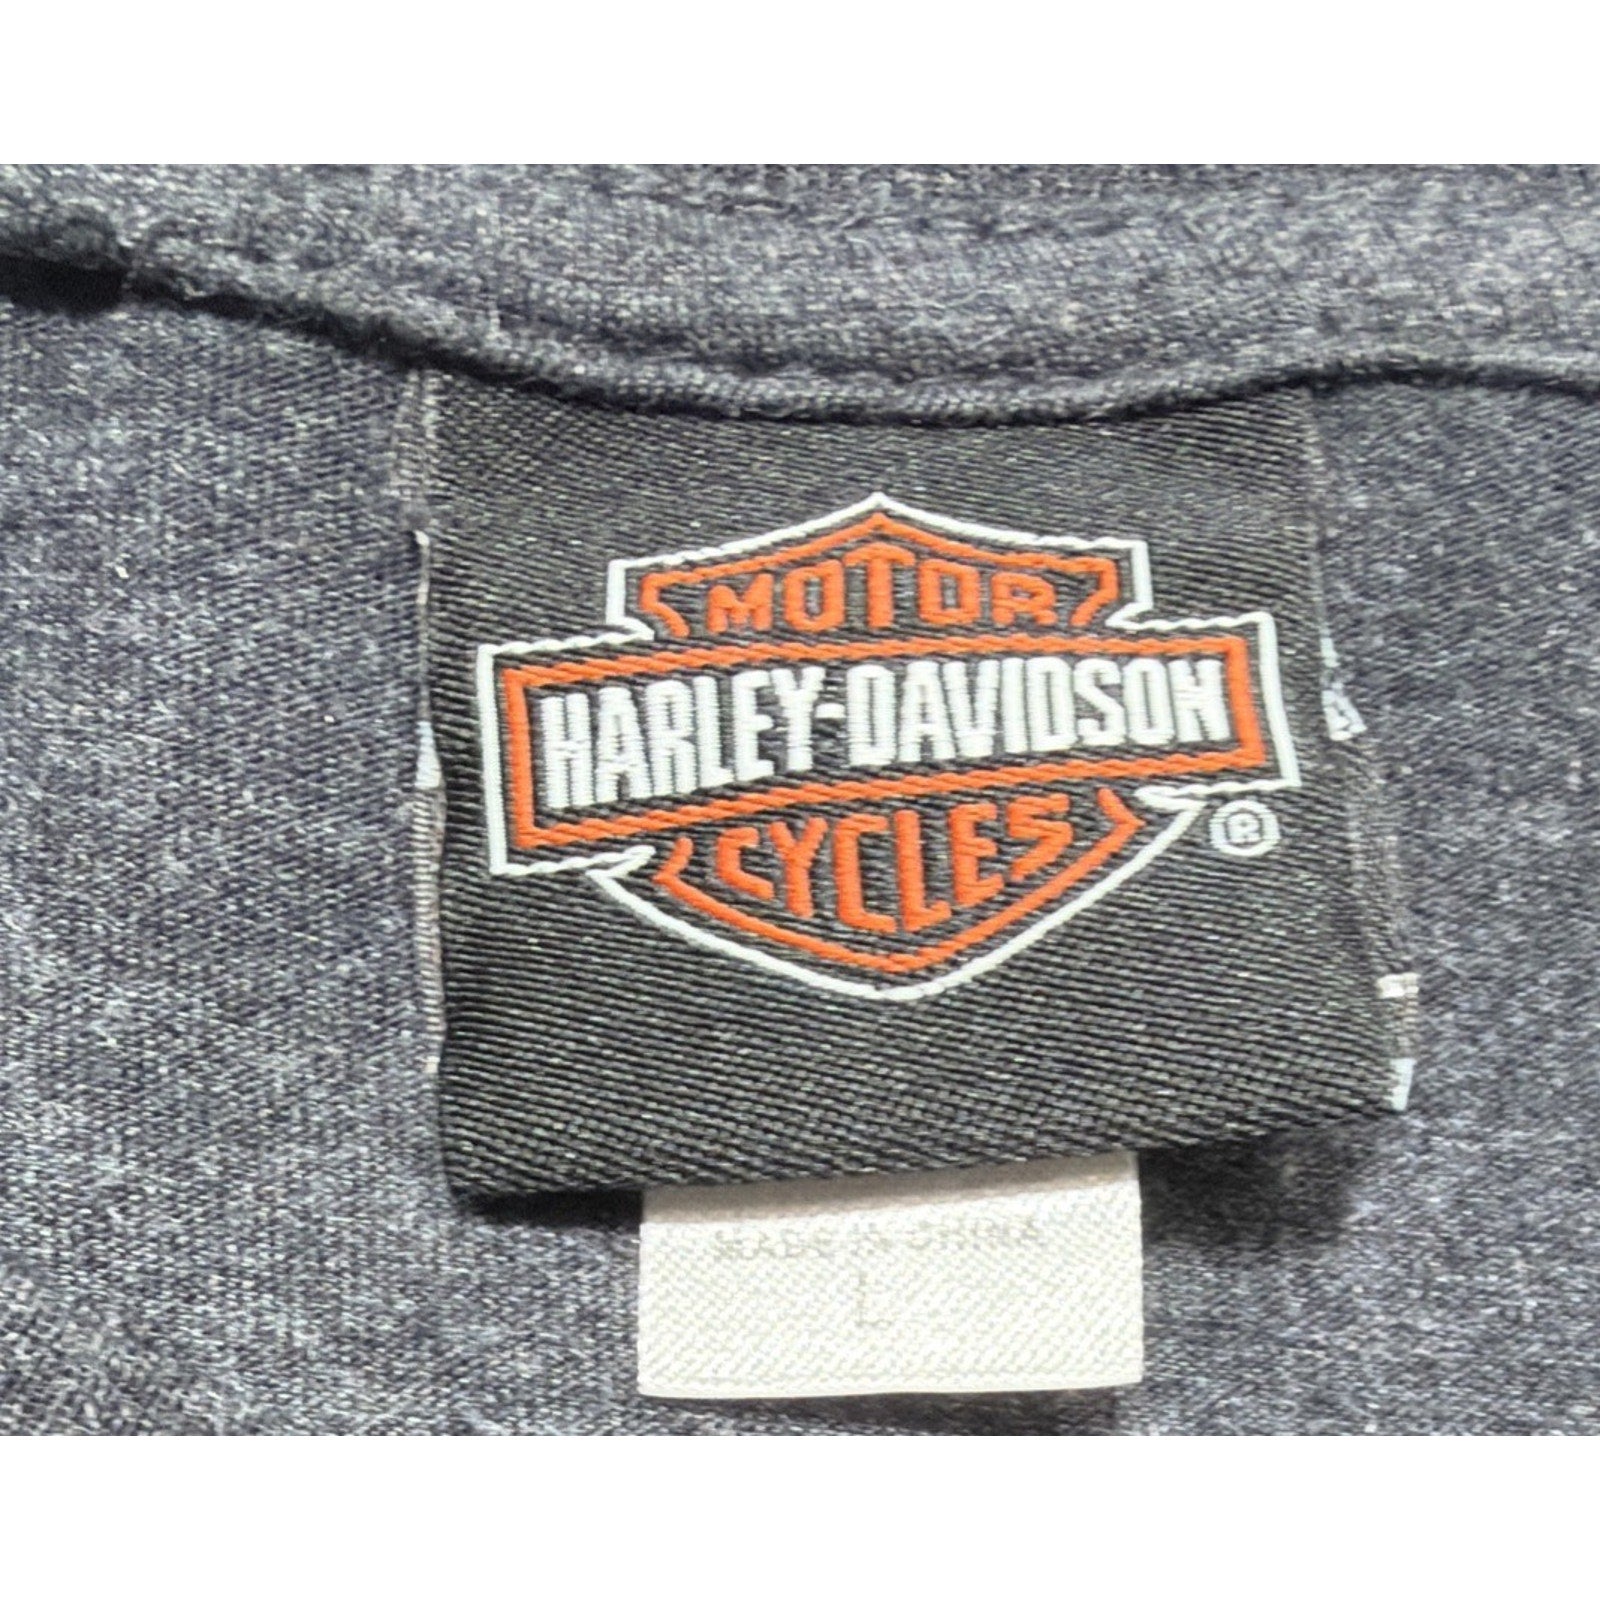 MOTOR
HARLEY-DAVIDSON
CYCLES
®
MADE IN CHINA
L